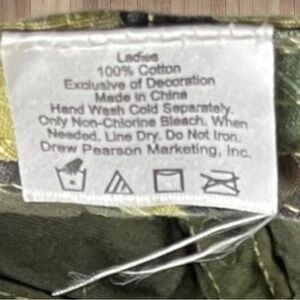 Ladies
100% Cotton
Exclusive of Decoration
Made in China
Hand Wash Cold Separately,
Only Non-Chlorine Bleach. When
Needed. Line Dry. Do Not Iron.
Drew Pearson Marketing, Inc.